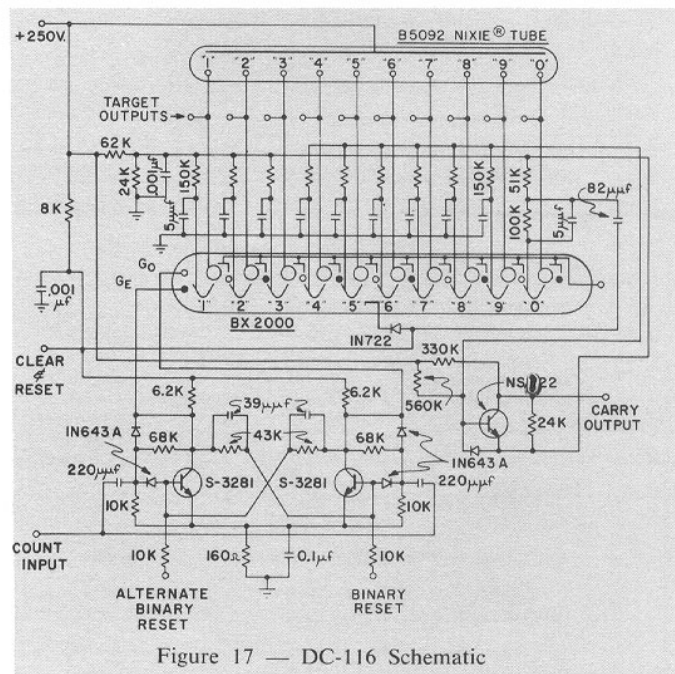 +250V.
B5092 NIXIE® TUBE
"1" "2" "3" "4" "5" "6" "7" "8" "9" "0"
TARGET
OUTPUTS
62K
24K
.001µf
150K
150K
51K
82µµf
8K
5µµf
100K
5µµf
G₀
Gᴇ
.001
µf
"1" "2" "3" "4" "5" "6" "7" "8" "9" "0"
BX 2000
IN722
CLEAR
&
RESET
330K
6.2K
39µµf
6.2K
560K
CARRY
OUTPUT
24K
IN643A
68K
43K
68K
IN643A
220µµf
S-3281
S-3281
220µµf
10K
10K
COUNT
INPUT
10K
160Ω
0.1µf
10K
ALTERNATE
BINARY
RESET
BINARY
RESET
Figure 17 — DC-116 Schematic